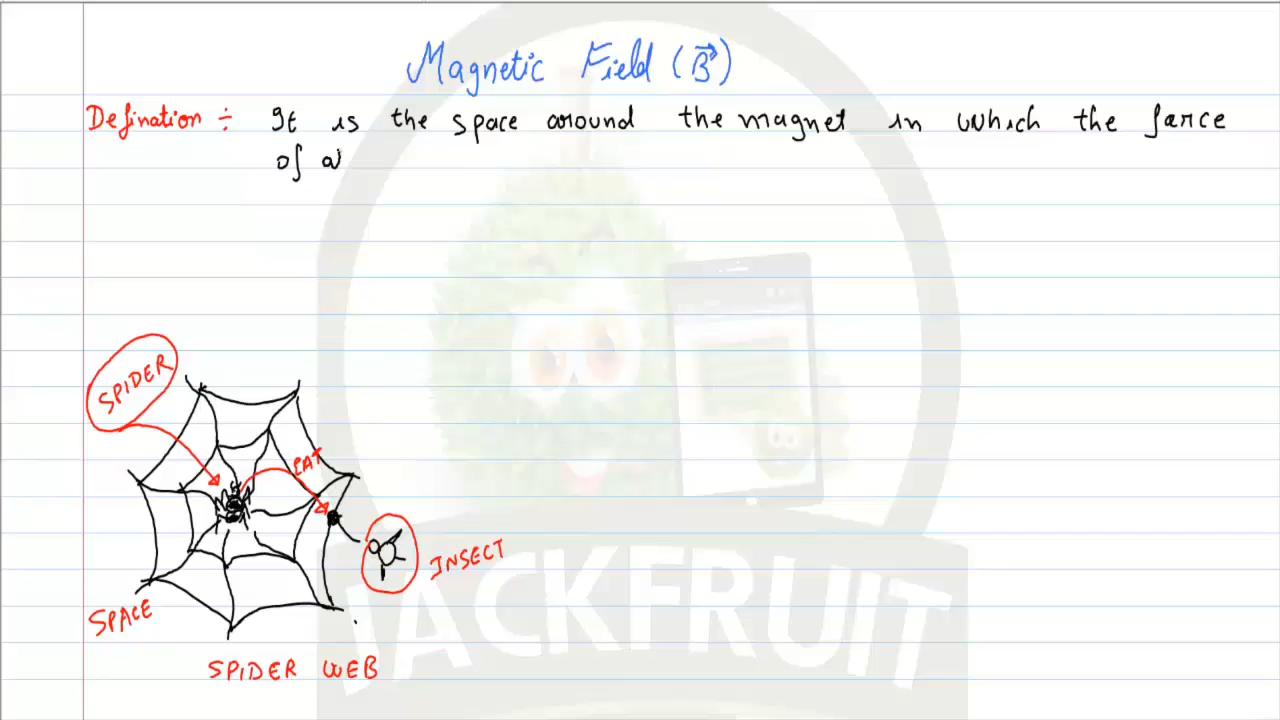 Magnetic Field (B⃗)
Defination ÷ It is the space around the magnet in which the force
of a
SPIDER
EAT
INSECT
SPACE
SPIDER WEB
JACKFRUIT